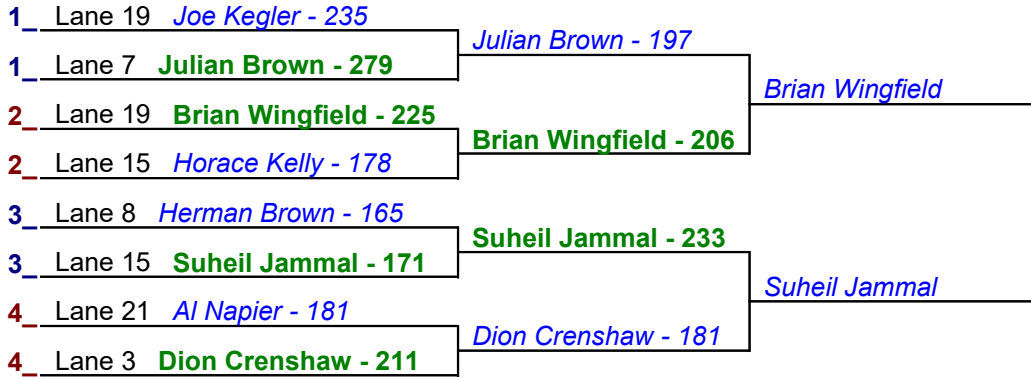 1_ Lane 19 Joe Kegler - 235
Julian Brown - 197
1_ Lane 7 Julian Brown - 279
Brian Wingfield
2_ Lane 19 Brian Wingfield - 225
Brian Wingfield - 206
2_ Lane 15 Horace Kelly - 178
3_ Lane 8 Herman Brown - 165
Suheil Jammal - 233
3_ Lane 15 Suheil Jammal - 171
Suheil Jammal
4_ Lane 21 Al Napier - 181
Dion Crenshaw - 181
4_ Lane 3 Dion Crenshaw - 211